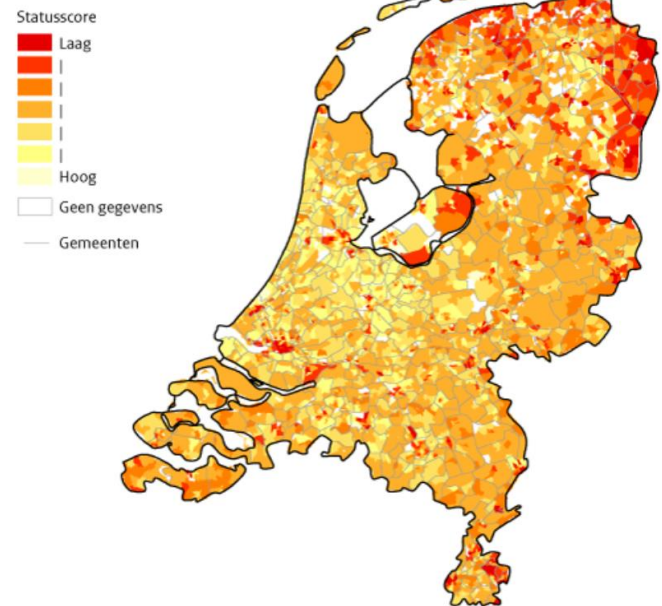 Statusscore
Laag
|
|
|
|
|
Hoog
Geen gegevens
Gemeenten